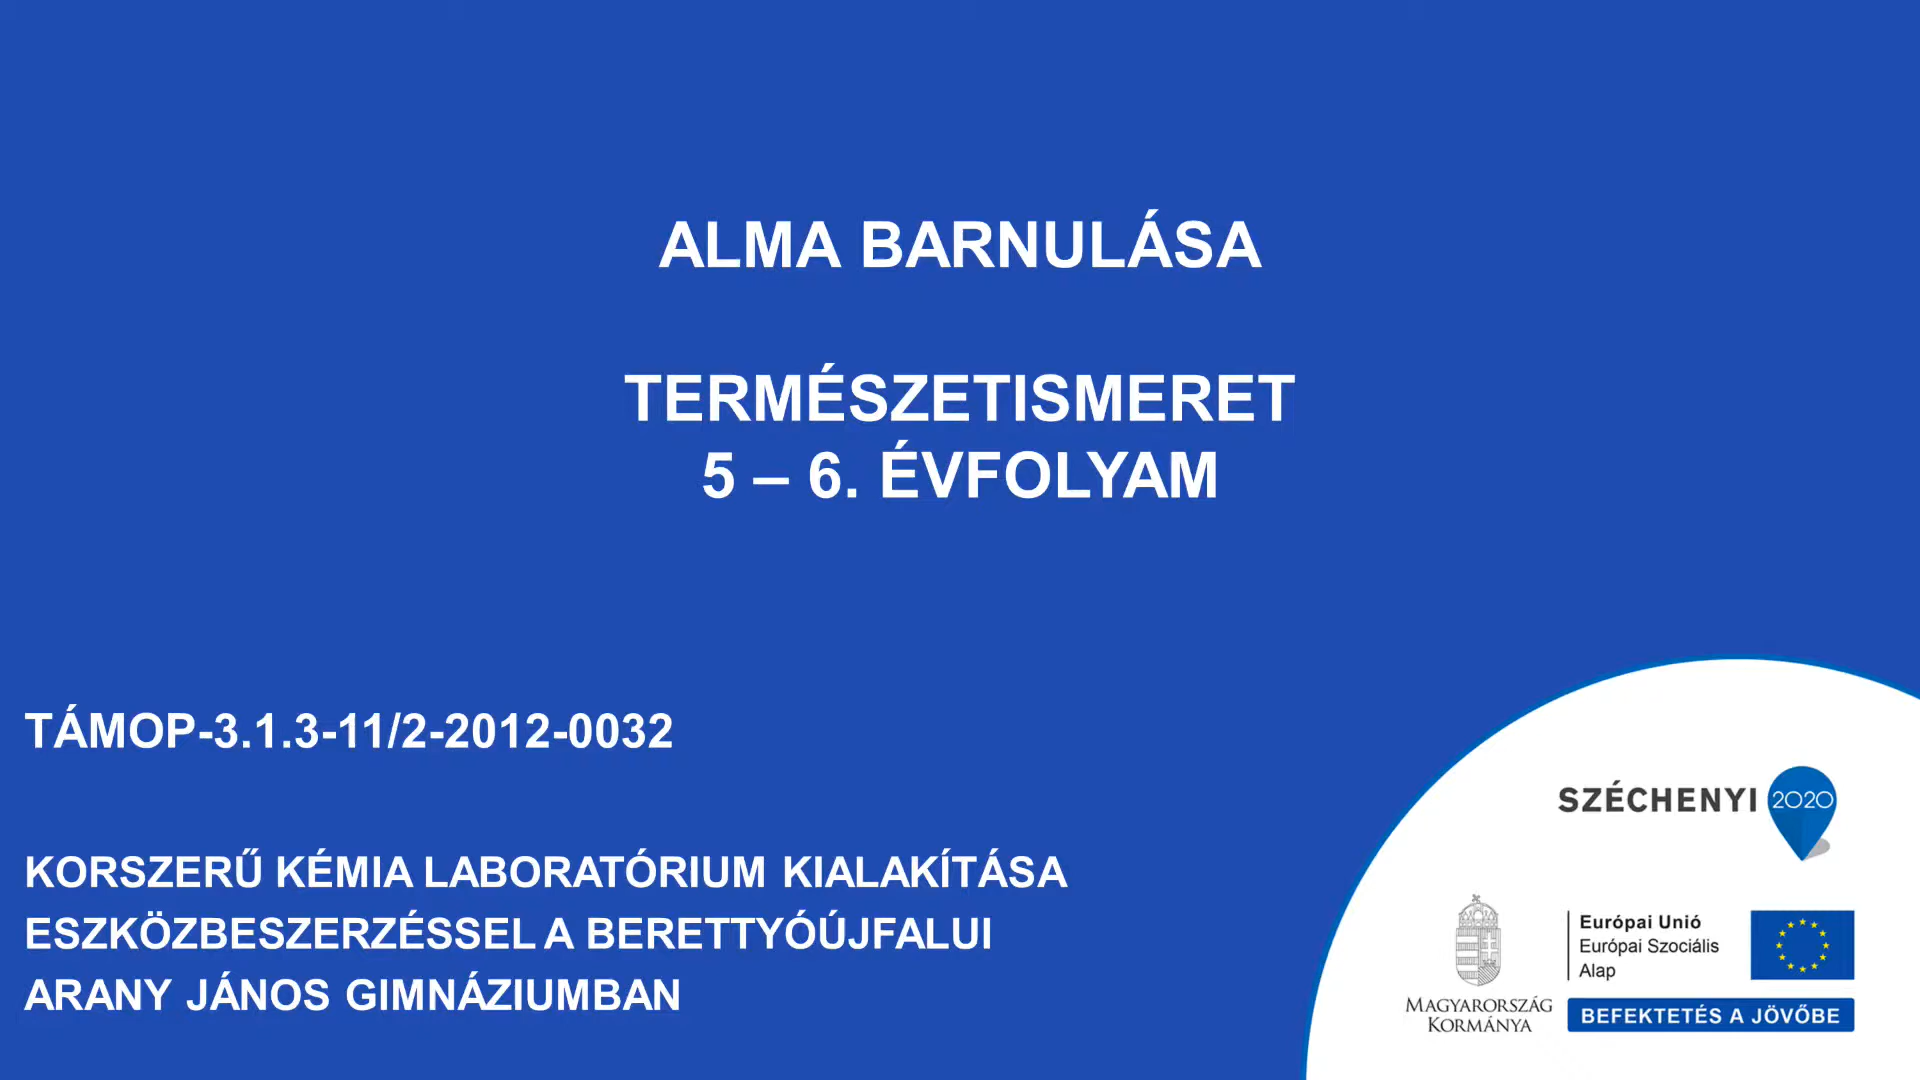 ALMA BARNULÁSA
TERMÉSZETISMERET
5 – 6. ÉVFOLYAM
TÁMOP-3.1.3-11/2-2012-0032
KORSZERŰ KÉMIA LABORATÓRIUM KIALAKÍTÁSA
ESZKÖZBESZERZÉSSEL A BERETTYÓÚJFALUI
ARANY JÁNOS GIMNÁZIUMBAN
SZÉCHENYI 2020
Európai Unió
Európai Szociális
Alap
MAGYARORSZÁG
KORMÁNYA
BEFEKTETÉS A JÖVŐBE